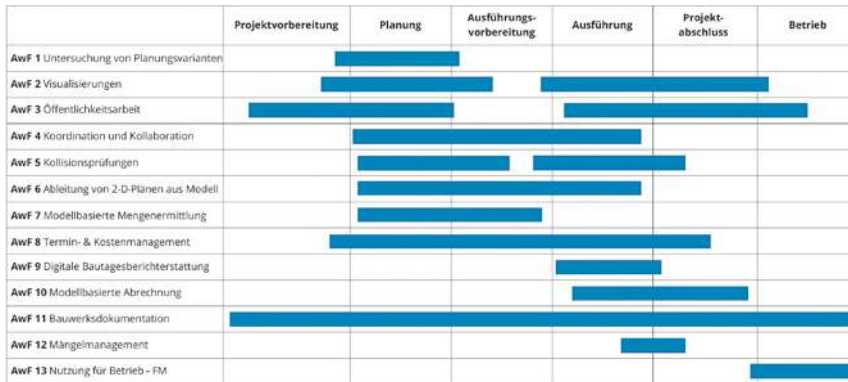 Projektvorbereitung Planung Ausführungs- Ausführung Projekt- Betrieb
vorbereitung abschluss
AwF 1 Untersuchung von Planungsvarianten
AwF 2 Visualisierungen
AwF 3 Öffentlichkeitsarbeit
AwF 4 Koordination und Kollaboration
AwF 5 Kollisionsprüfungen
AwF 6 Ableitung von 2-D-Plänen aus Modell
AwF 7 Modellbasierte Mengenermittlung
AwF 8 Termin- & Kostenmanagement
AwF 9 Digitale Bautagesberichterstattung
AwF 10 Modellbasierte Abrechnung
AwF 11 Bauwerksdokumentation
AwF 12 Mängelmanagement
AwF 13 Nutzung für Betrieb - FM